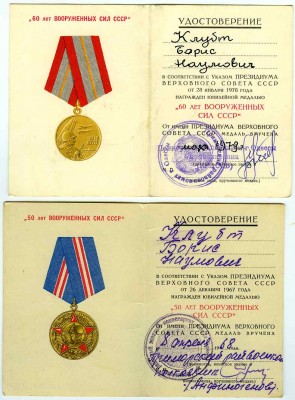 „60 ЛЕТ ВООРУЖЕННЫХ СИЛ СССР“
УДОСТОВЕРЕНИЕ
Клубт
Борис
Наумович
В СООТВЕТСТВИИ С УКАЗОМ ПРЕЗИДИУМА
ВЕРХОВНОГО СОВЕТА СССР
ОТ 28 ЯНВАРЯ 1978 ГОДА
НАГРАЖДЕН ЮБИЛЕЙНОЙ МЕДАЛЬЮ
„60 ЛЕТ ВООРУЖЕННЫХ
СИЛ СССР“
ОТ ИМЕНИ ПРЕЗИДИУМА ВЕРХОВНОГО
СОВЕТА СССР МЕДАЛЬ ВРУЧЕНА
1979 г.
„50 ЛЕТ ВООРУЖЕННЫХ СИЛ СССР“
УДОСТОВЕРЕНИЕ
Клубт
Борис
Наумович
В СООТВЕТСТВИИ С УКАЗОМ ПРЕЗИДИУМА
ВЕРХОВНОГО СОВЕТА СССР
ОТ 26 ДЕКАБРЯ 1967 ГОДА
НАГРАЖДЕН ЮБИЛЕЙНОЙ МЕДАЛЬЮ
„50 ЛЕТ ВООРУЖЕННЫХ
СИЛ СССР“
ОТ ИМЕНИ ПРЕЗИДИУМА ВЕРХОВНОГО
СОВЕТА СССР МЕДАЛЬ ВРУЧЕНА
апреля 68